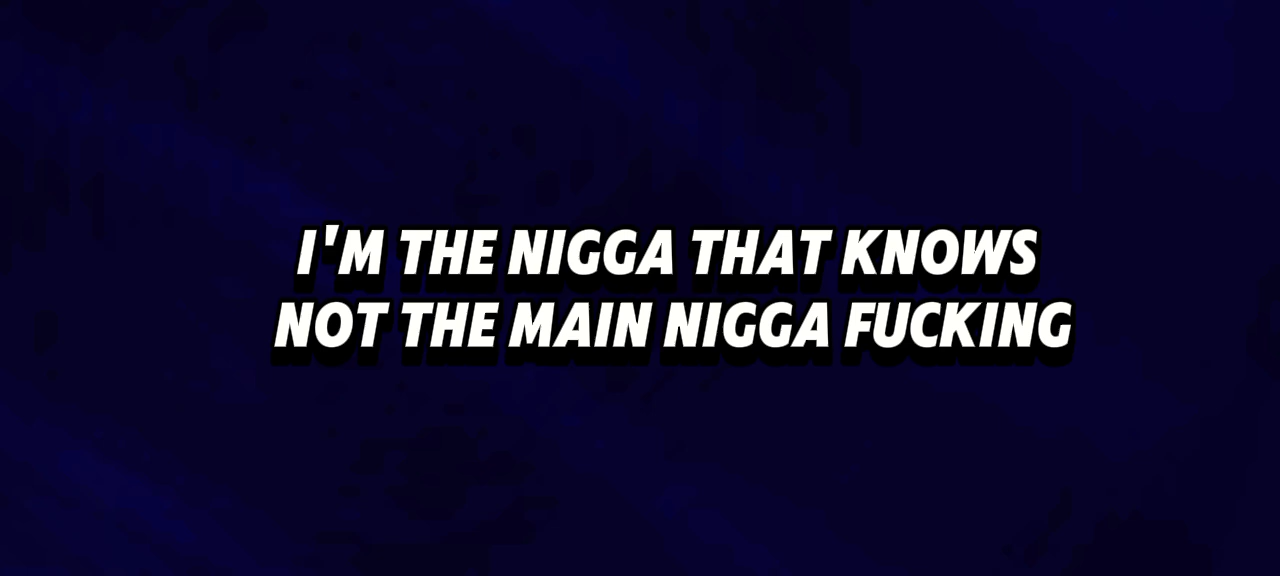 I'M THE NIGGA THAT KNOWS
NOT THE MAIN NIGGA FUCKING